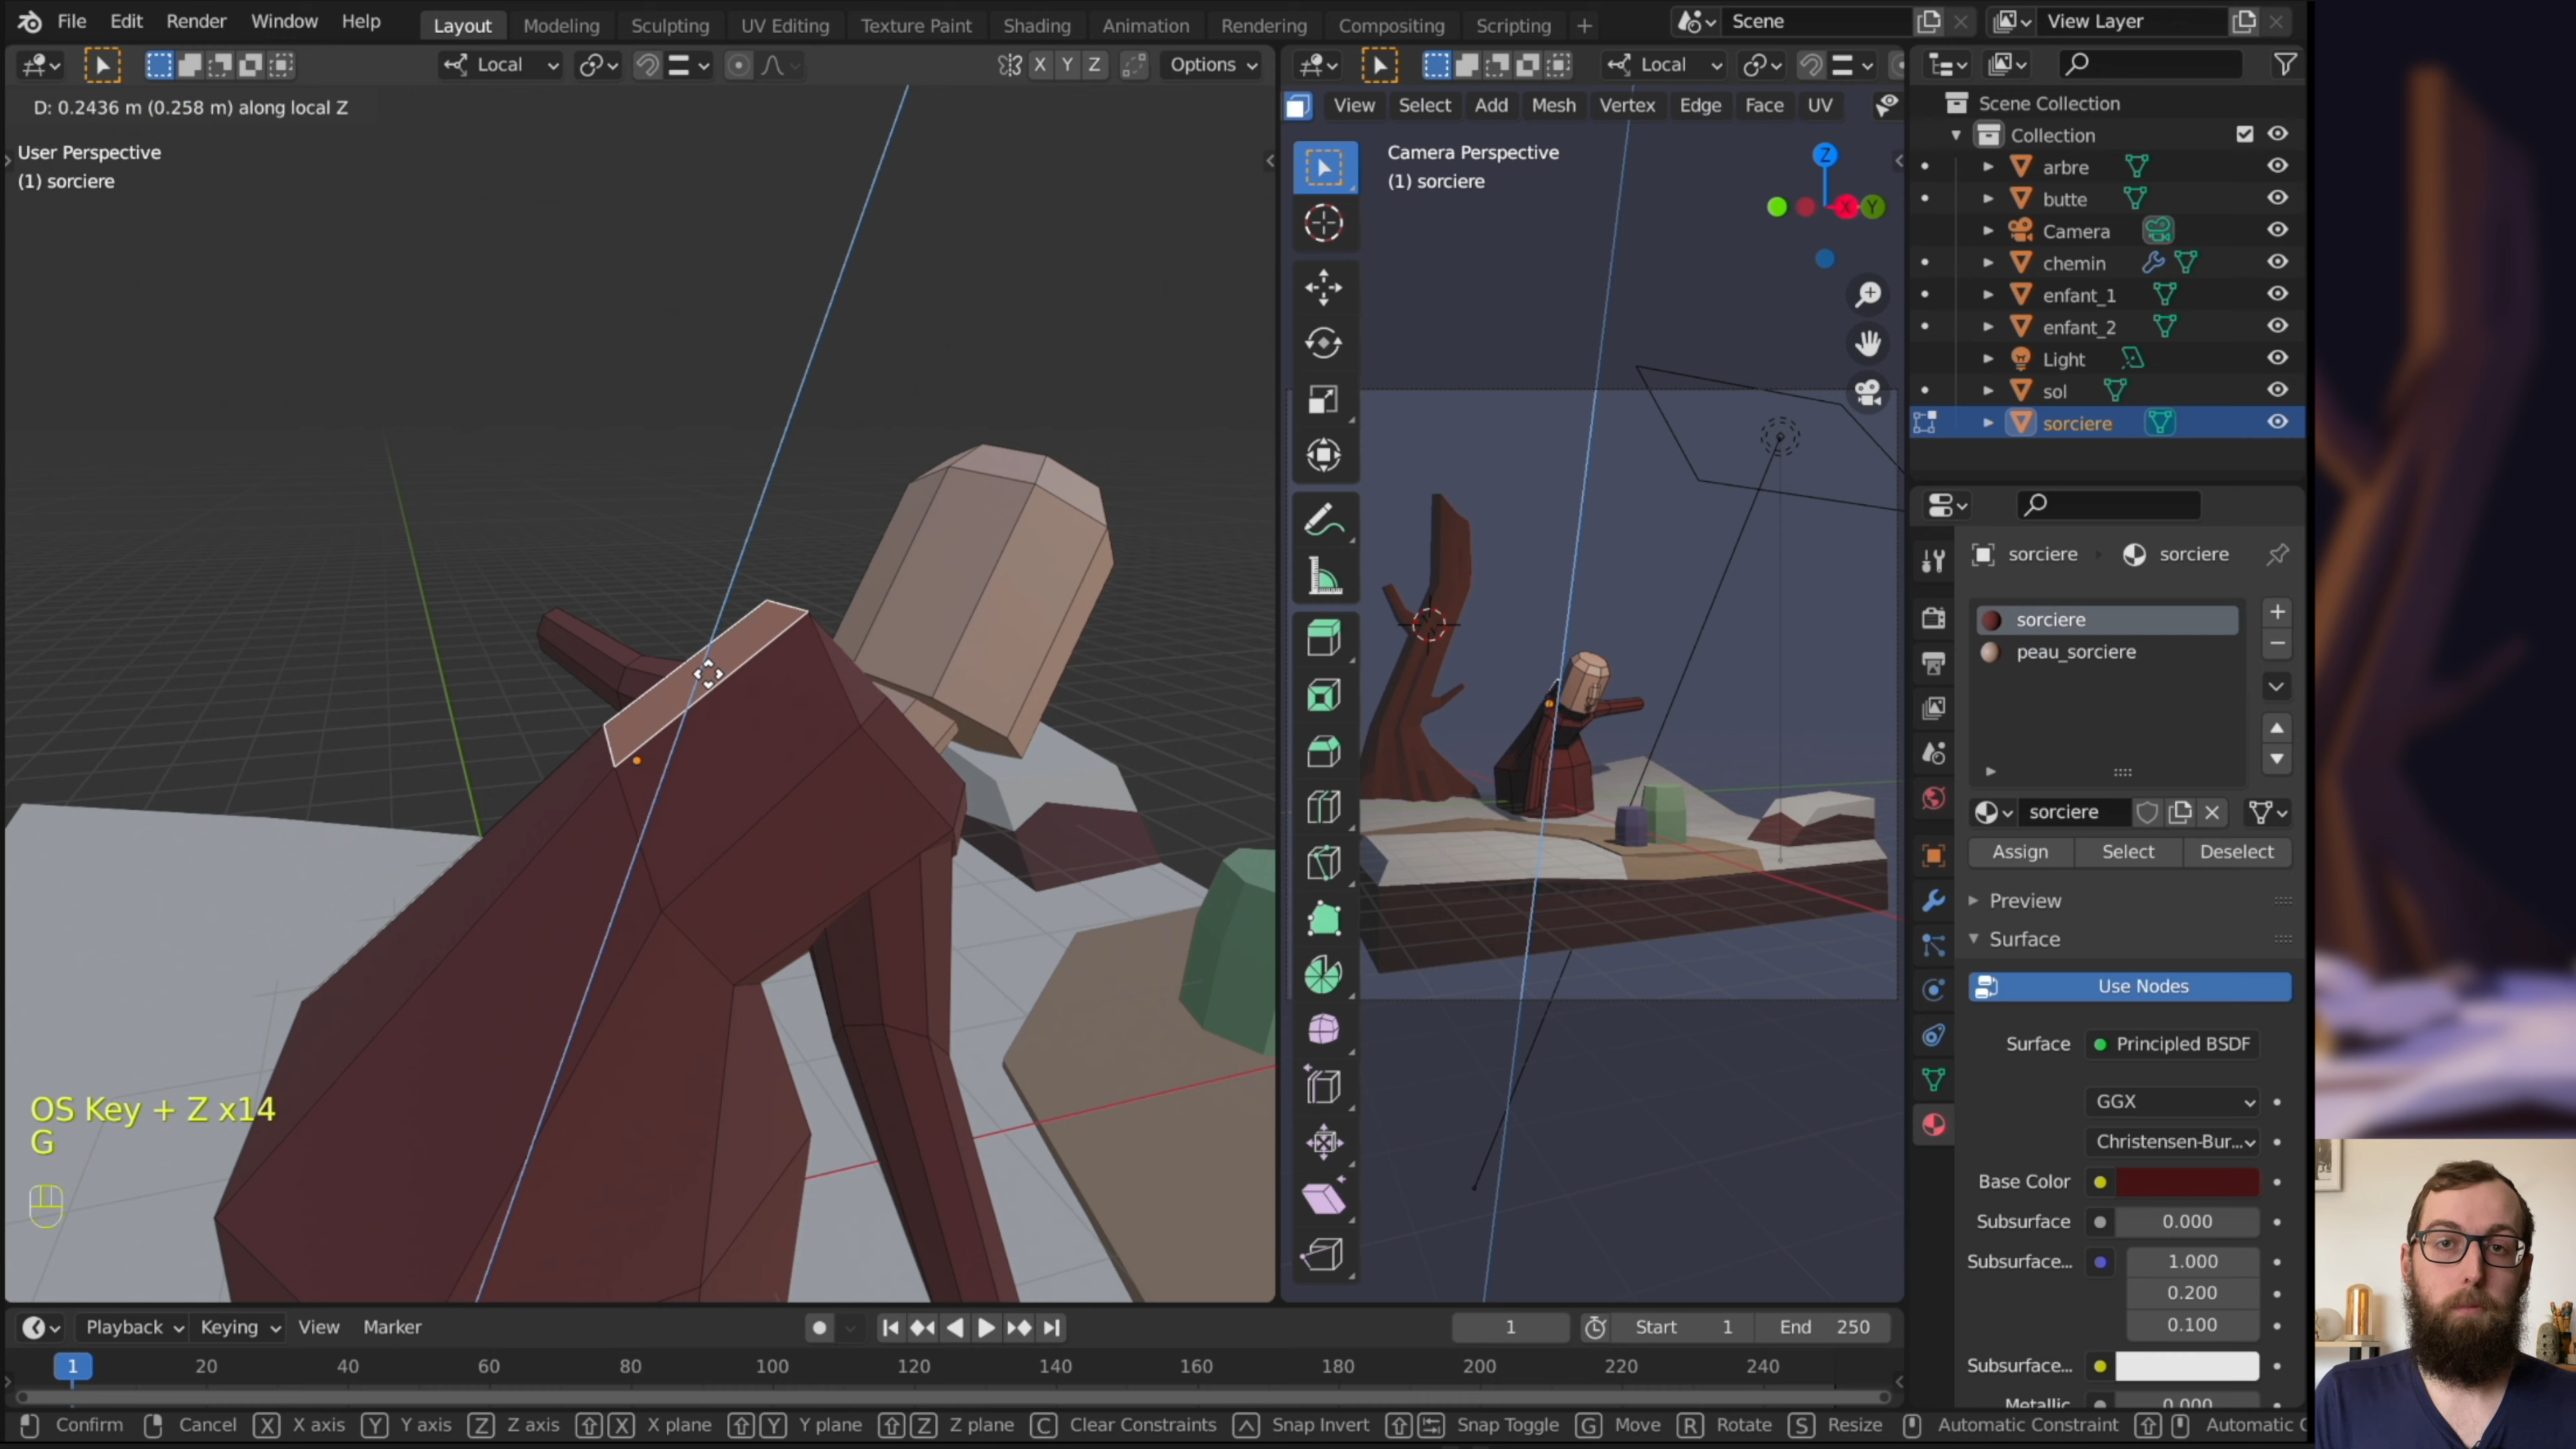 File Edit Render Window Help
Layout Modeling Sculpting UV Editing Texture Paint Shading Animation Rendering Compositing Scripting +
Scene
View Layer
Local
X Y Z
Options
Local
D: 0.2436 m (0.258 m) along local Z
View Select Add Mesh Vertex Edge Face UV
User Perspective
(1) sorciere
Camera Perspective
(1) sorciere
Z
X
Y
Scene Collection
Collection
arbre
butte
Camera
chemin
enfant_1
enfant_2
Light
sol
sorciere
sorciere
sorciere
sorciere
peau_sorciere
sorciere
Assign Select Deselect
Preview
Surface
Use Nodes
Surface Principled BSDF
GGX
Christensen-Bur...
Base Color
Subsurface 0.000
Subsurface... 1.000
0.200
0.100
Subsurface...
Metallic 0.000
OS Key + Z x14
G
Playback Keying View Marker
1
Start 1
End 250
1 20 40 60 80 100 120 140 160 180 200 220 240
Confirm Cancel X X axis Y Y axis Z Z axis X X plane Y Y plane Z Z plane C Clear Constraints Snap Invert Snap Toggle G Move R Rotate S Resize Automatic Constraint Automatic C